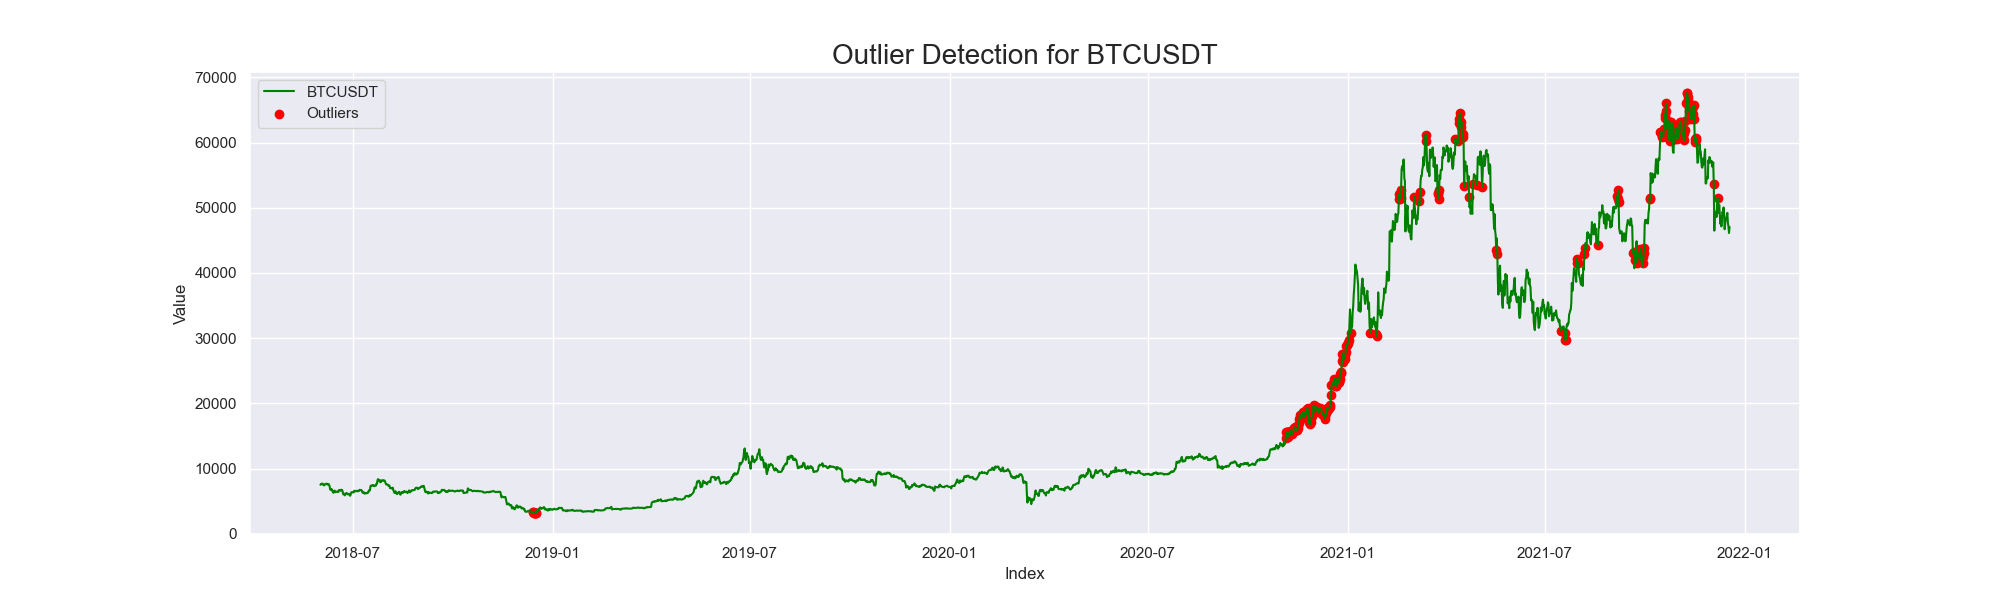 Outlier Detection for BTCUSDT
70000
60000
50000
40000
30000
20000
10000
0
Value
BTCUSDT
Outliers
2018-07 2019-01 2019-07 2020-01 2020-07 2021-01 2021-07 2022-01
Index